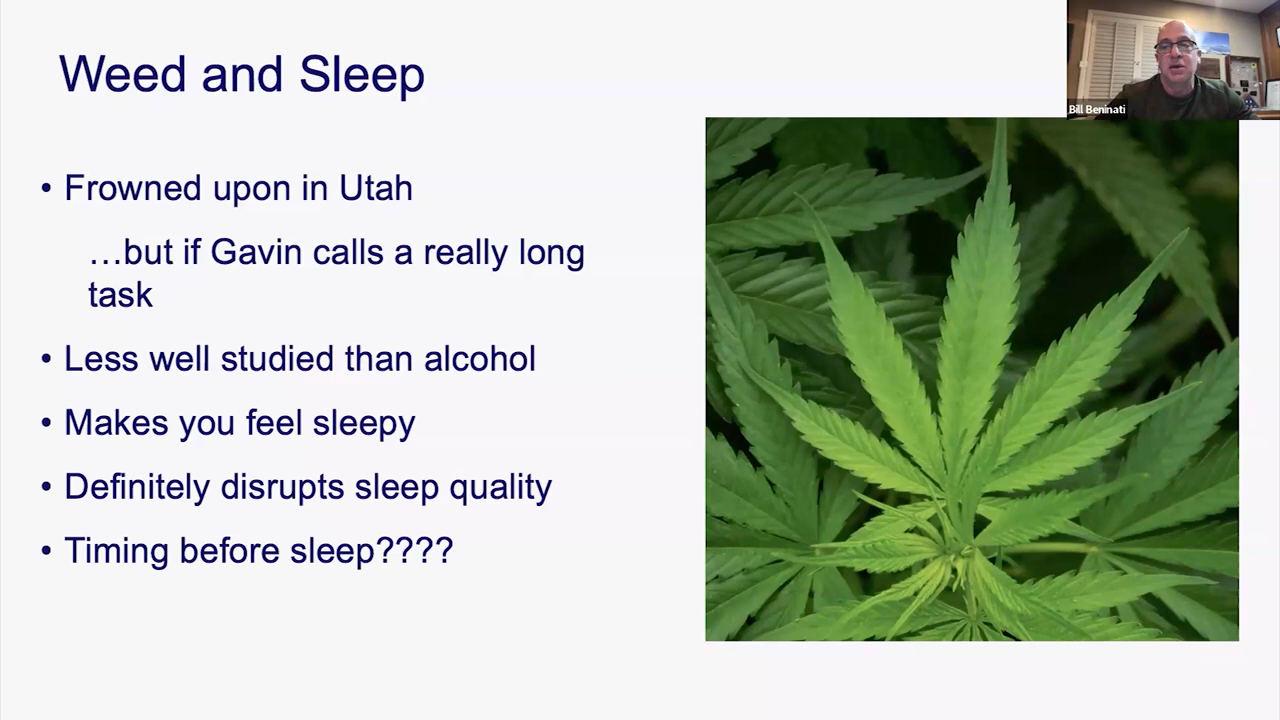 Weed and Sleep
Bill Beninati
• Frowned upon in Utah
…but if Gavin calls a really long
task
• Less well studied than alcohol
• Makes you feel sleepy
• Definitely disrupts sleep quality
• Timing before sleep????